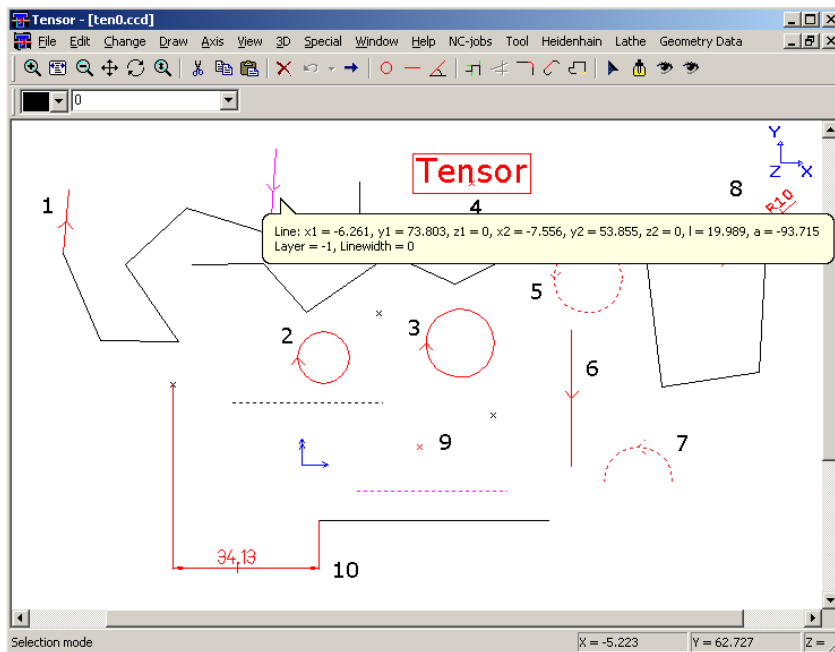 Tensor - [ten0.ccd]
File Edit Change Draw Axis View 3D Special Window Help NC-jobs Tool Heidenhain Lathe Geometry Data
0
Y
Z X
Tensor
1
8
R10
4
Line: x1 = -6.261, y1 = 73.803, z1 = 0, x2 = -7.556, y2 = 53.855, z2 = 0, l = 19.989, a = -93.715
Layer = -1, Linewidth = 0
5
2
3
6
9
7
34,13
10
Selection mode
X = -5.223
Y = 62.727
Z =